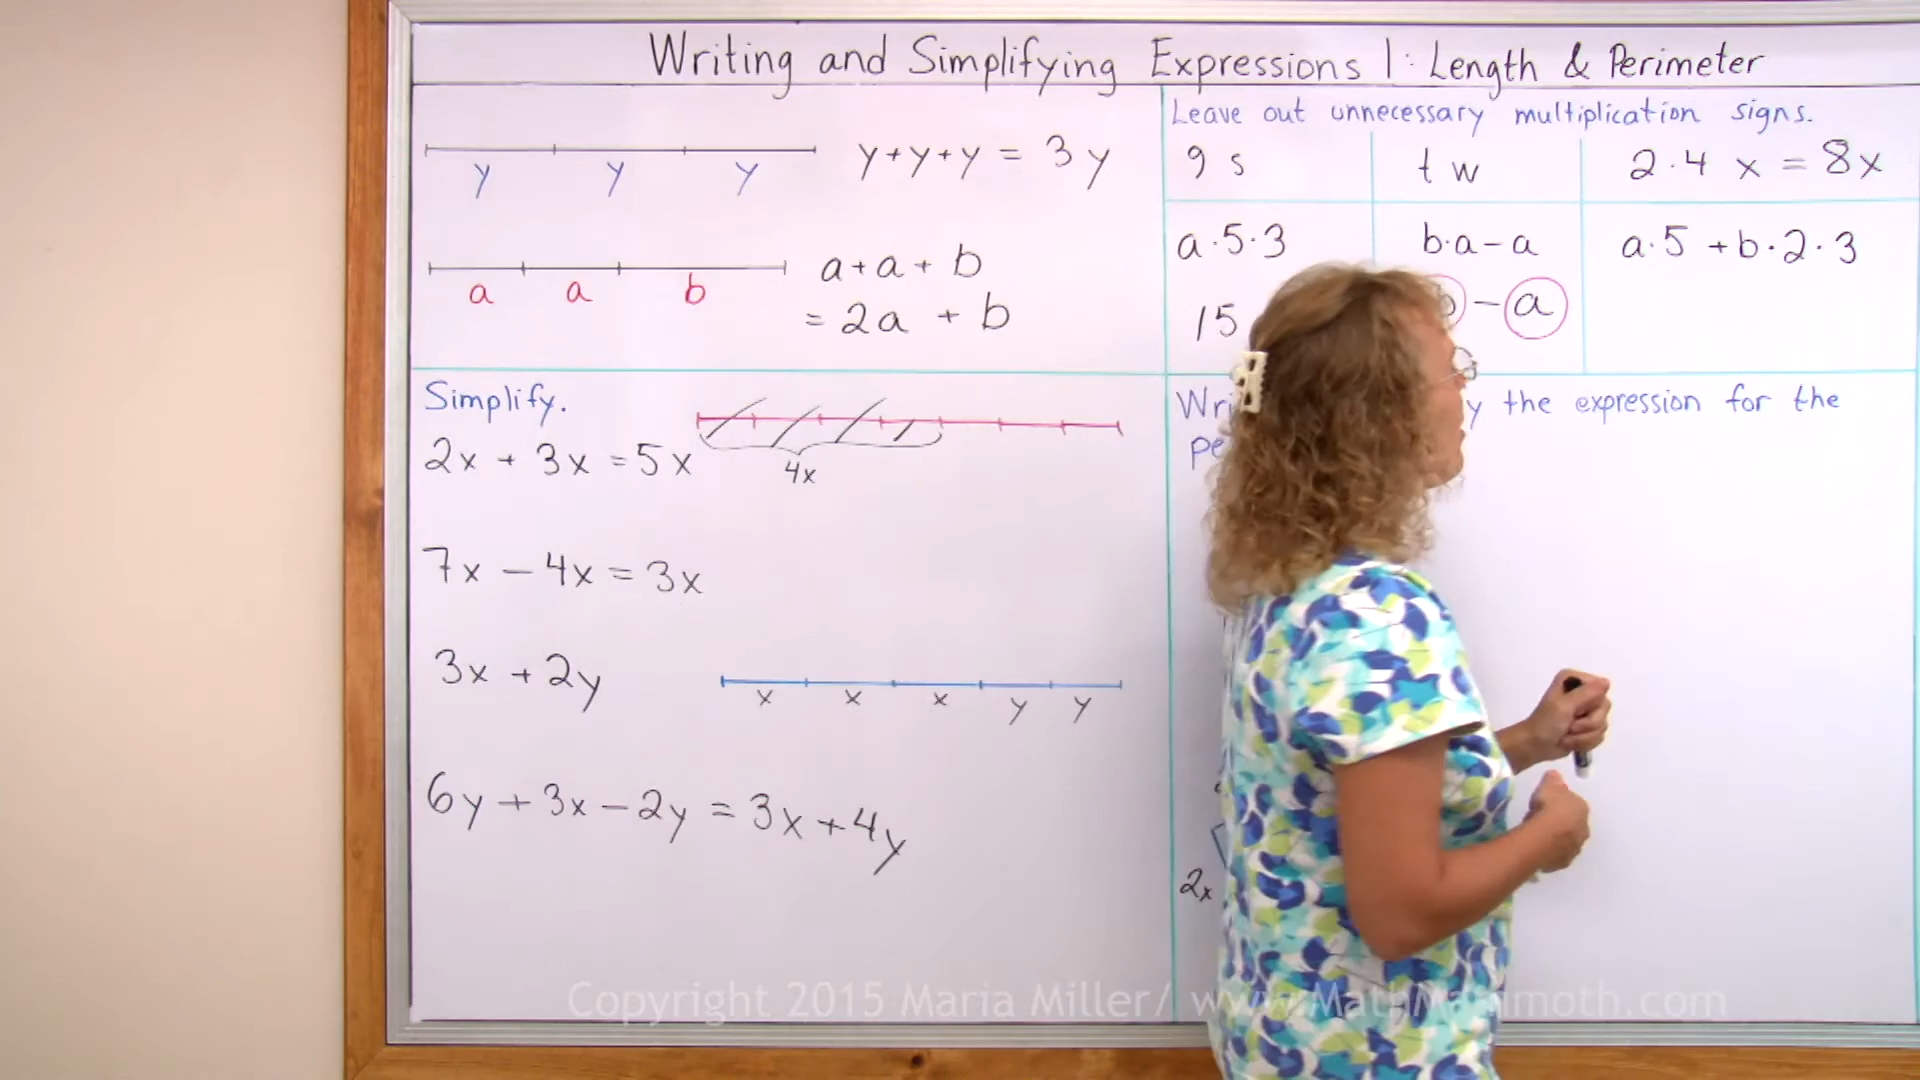 Writing and Simplifying Expressions 1: Length & Perimeter
y y y
y+y+y = 3y
a a b
a+a+b
= 2a + b
Leave out unnecessary multiplication signs.
9 s
t w
2·4 x = 8x
a·5·3
b·a-a
a·5 +b·2·3
15
- a
Simplify.
2x + 3x = 5x
4x
7x - 4x = 3x
3x + 2y
x x x y y
6y + 3x - 2y = 3x + 4y
the expression for the
2x
Copyright 2015 Maria Miller/ www.MathMammoth.com